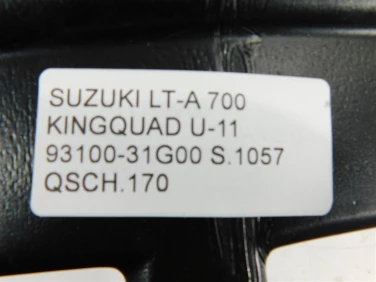 SUZUKI LT-A 700
KINGQUAD U-11
93100-31G00 S.1057
QSCH.170